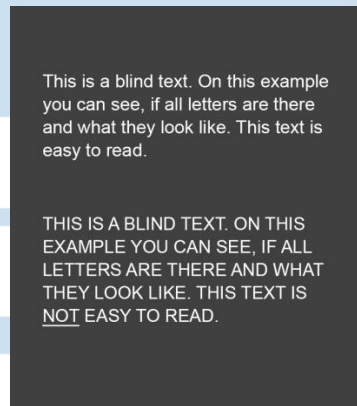 This is a blind text. On this example
you can see, if all letters are there
and what they look like. This text is
easy to read.
THIS IS A BLIND TEXT. ON THIS
EXAMPLE YOU CAN SEE, IF ALL
LETTERS ARE THERE AND WHAT
THEY LOOK LIKE. THIS TEXT IS
NOT EASY TO READ.